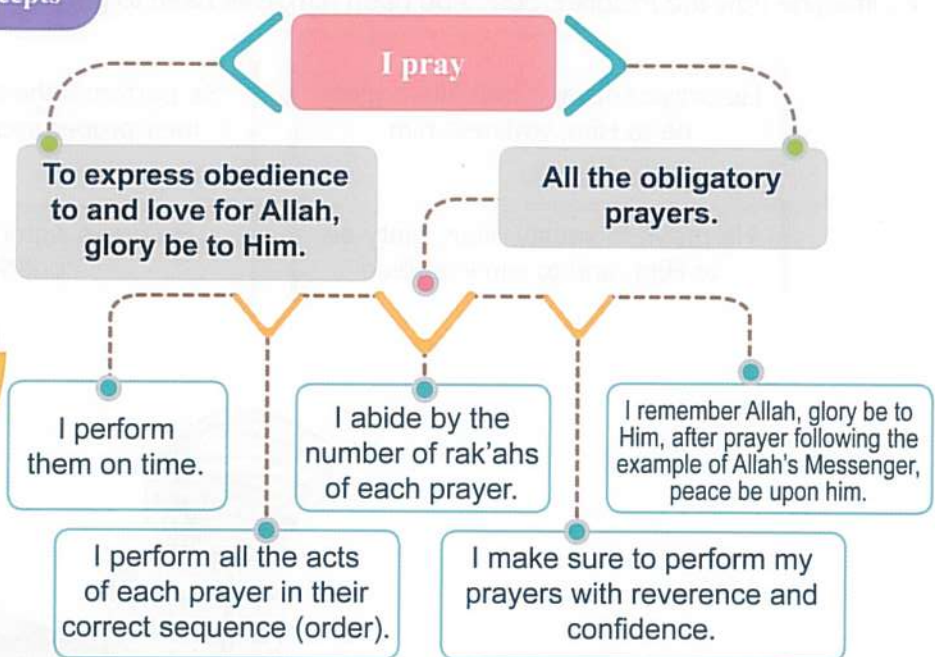 I pray
To express obedience
to and love for Allah,
glory be to Him.
All the obligatory
prayers.
I perform
them on time.
I abide by the
number of rak'ahs
of each prayer.
I remember Allah, glory be to
Him, after prayer following the
example of Allah's Messenger,
peace be upon him.
I perform all the acts
of each prayer in their
correct sequence (order).
I make sure to perform my
prayers with reverence and
confidence.